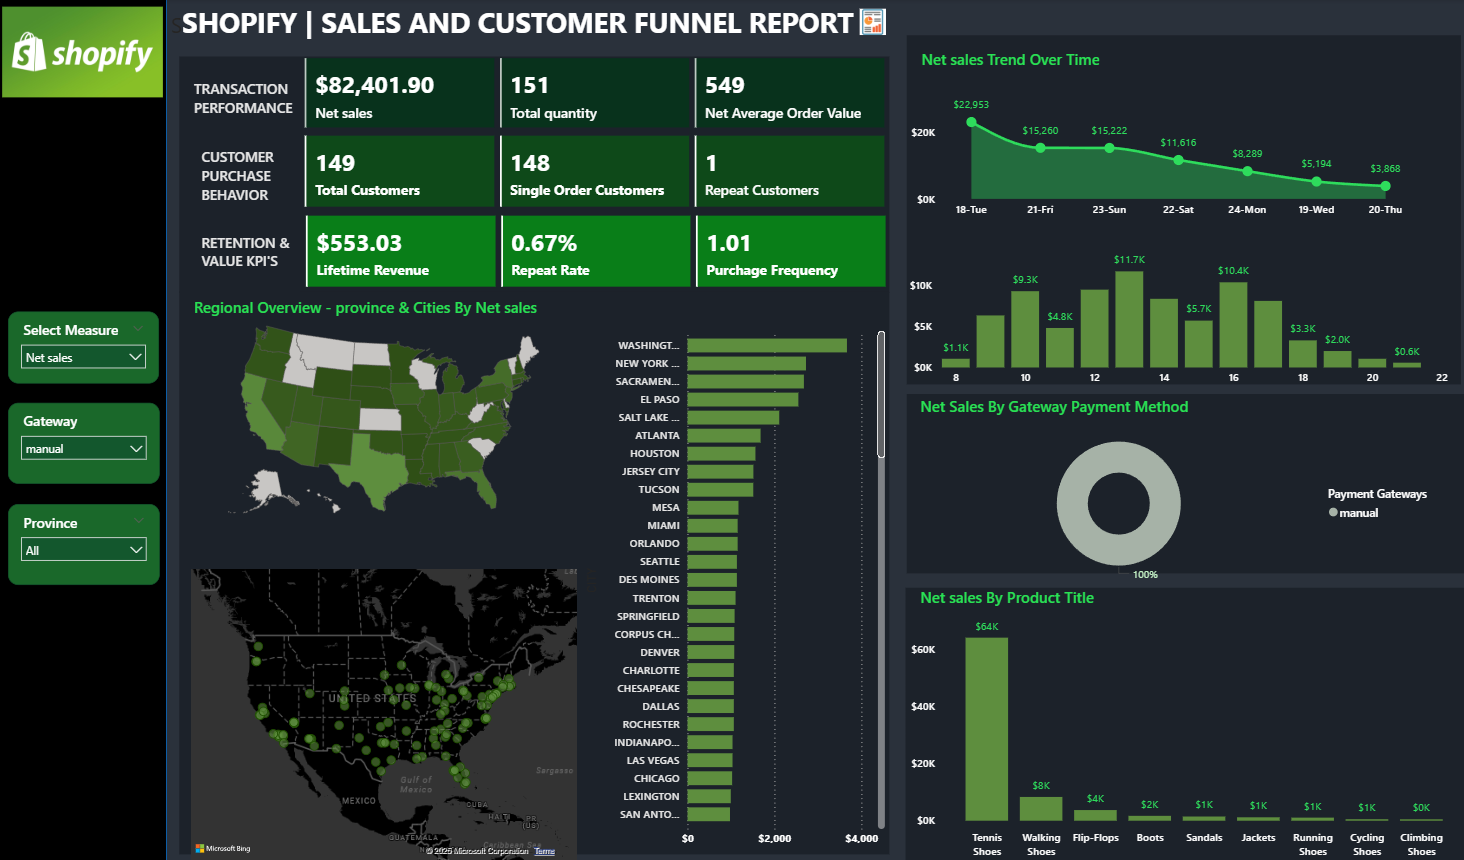 shopify
SHOPIFY | SALES AND CUSTOMER FUNNEL REPORT
TRANSACTION
PERFORMANCE
$82,401.90
Net sales
151
Total quantity
549
Net Average Order Value
CUSTOMER
PURCHASE
BEHAVIOR
149
Total Customers
148
Single Order Customers
1
Repeat Customers
RETENTION &
VALUE KPI'S
$553.03
Lifetime Revenue
0.67%
Repeat Rate
1.01
Purchage Frequency
Select Measure
Net sales
Gateway
manual
Province
All
Regional Overview - province & Cities By Net sales
WASHINGT...
NEW YORK ...
SACRAMEN...
EL PASO
SALT LAKE ...
ATLANTA
HOUSTON
JERSEY CITY
TUCSON
MESA
MIAMI
ORLANDO
SEATTLE
DES MOINES
TRENTON
SPRINGFIELD
CORPUS CH...
DENVER
CHARLOTTE
CHESAPEAKE
DALLAS
ROCHESTER
INDIANAPO...
LAS VEGAS
CHICAGO
LEXINGTON
SAN ANTO...
$0 $2,000 $4,000
UNITED STATES
Gulf of
Mexico
MEXICO
CUBA
HAITI
PR
(US)
GUATEMALA
Caribbean Sea
Sargasso
Microsoft Bing
© 2025 Microsoft Corporation Terms
Net sales Trend Over Time
$22,953
$15,260
$15,222
$11,616
$8,289
$5,194
$3,868
$20K
$0K
18-Tue 21-Fri 23-Sun 22-Sat 24-Mon 19-Wed 20-Thu
$10K
$5K
$0K
$1.1K
$9.3K
$4.8K
$11.7K
$5.7K
$10.4K
$3.3K
$2.0K
$0.6K
8 10 12 14 16 18 20 22
Net Sales By Gateway Payment Method
100%
Payment Gateways
manual
Net sales By Product Title
$60K
$40K
$20K
$0K
$64K
$8K
$4K
$2K
$1K
$1K
$1K
$1K
$0K
Tennis Shoes
Walking Shoes
Flip-Flops
Boots
Sandals
Jackets
Running Shoes
Cycling Shoes
Climbing Shoes